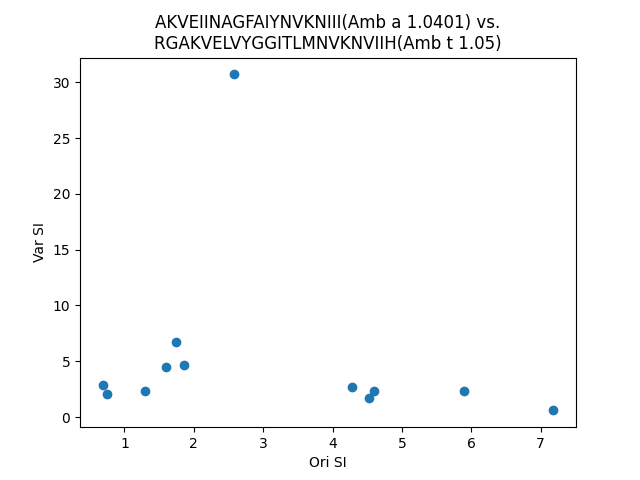 AKVEIINAGFAIYNVKNIII(Amb a 1.0401) vs.
RGAKVELVYGGITLMNVKNVIIH(Amb t 1.05)
30
25
20
15
10
5
0
Var SI
1 2 3 4 5 6 7
Ori SI